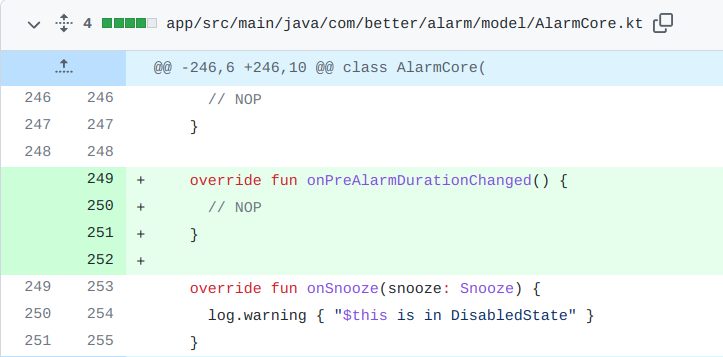 4 app/src/main/java/com/better/alarm/model/AlarmCore.kt
@@ -246,6 +246,10 @@ class AlarmCore(
246 246 // NOP
247 247 }
248 248
249 + override fun onPreAlarmDurationChanged() {
250 + // NOP
251 + }
252 +
249 253 override fun onSnooze(snooze: Snooze) {
250 254 log.warning { "$this is in DisabledState" }
251 255 }